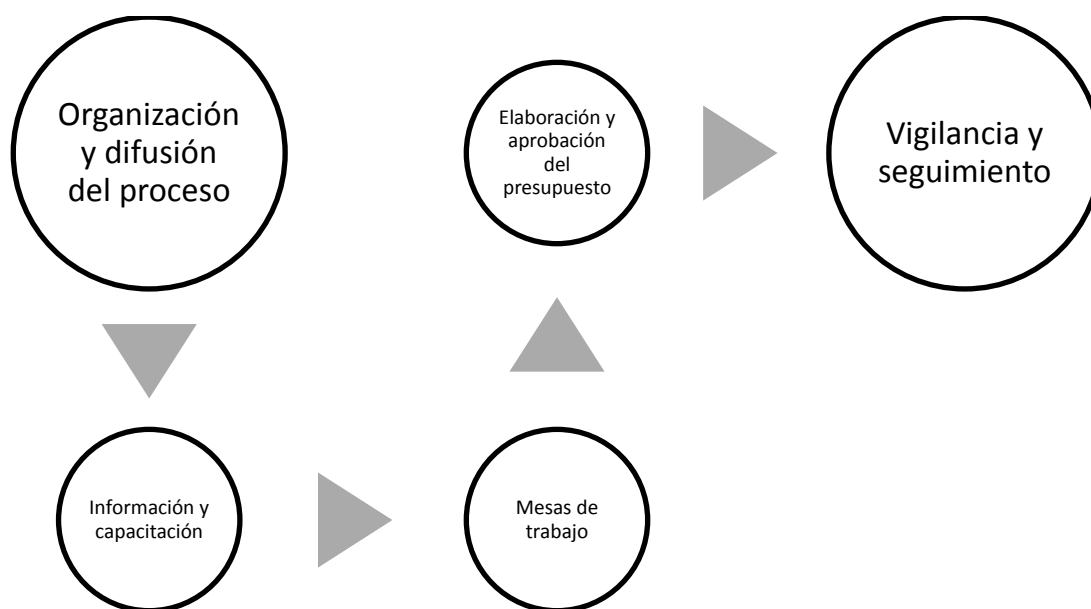 Organización
y difusión
del proceso
Información y
capacitación
Mesas de
trabajo
Elaboración y
aprobación
del
presupuesto
Vigilancia y
seguimiento